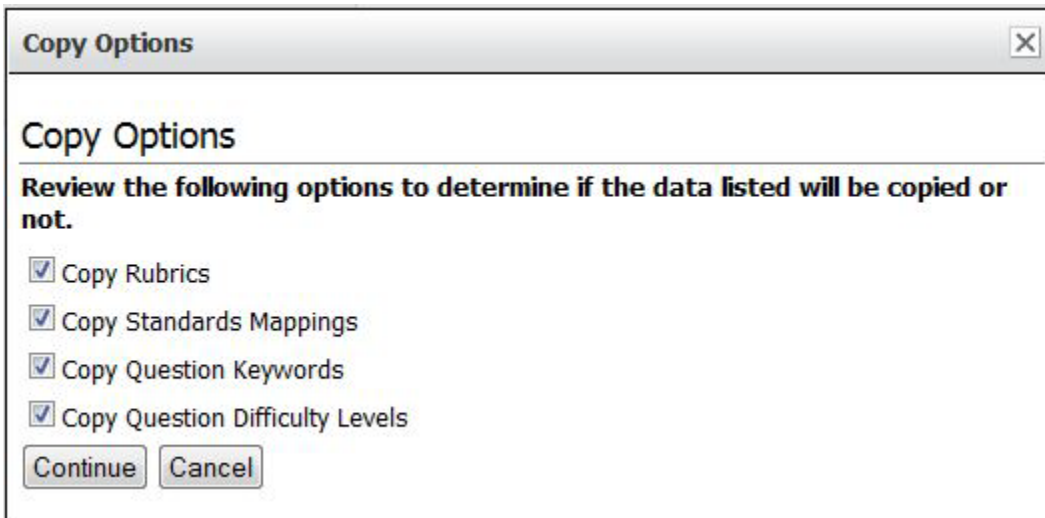 Copy Options
Copy Options
Review the following options to determine if the data listed will be copied or
not.
Copy Rubrics
Copy Standards Mappings
Copy Question Keywords
Copy Question Difficulty Levels
Continue Cancel